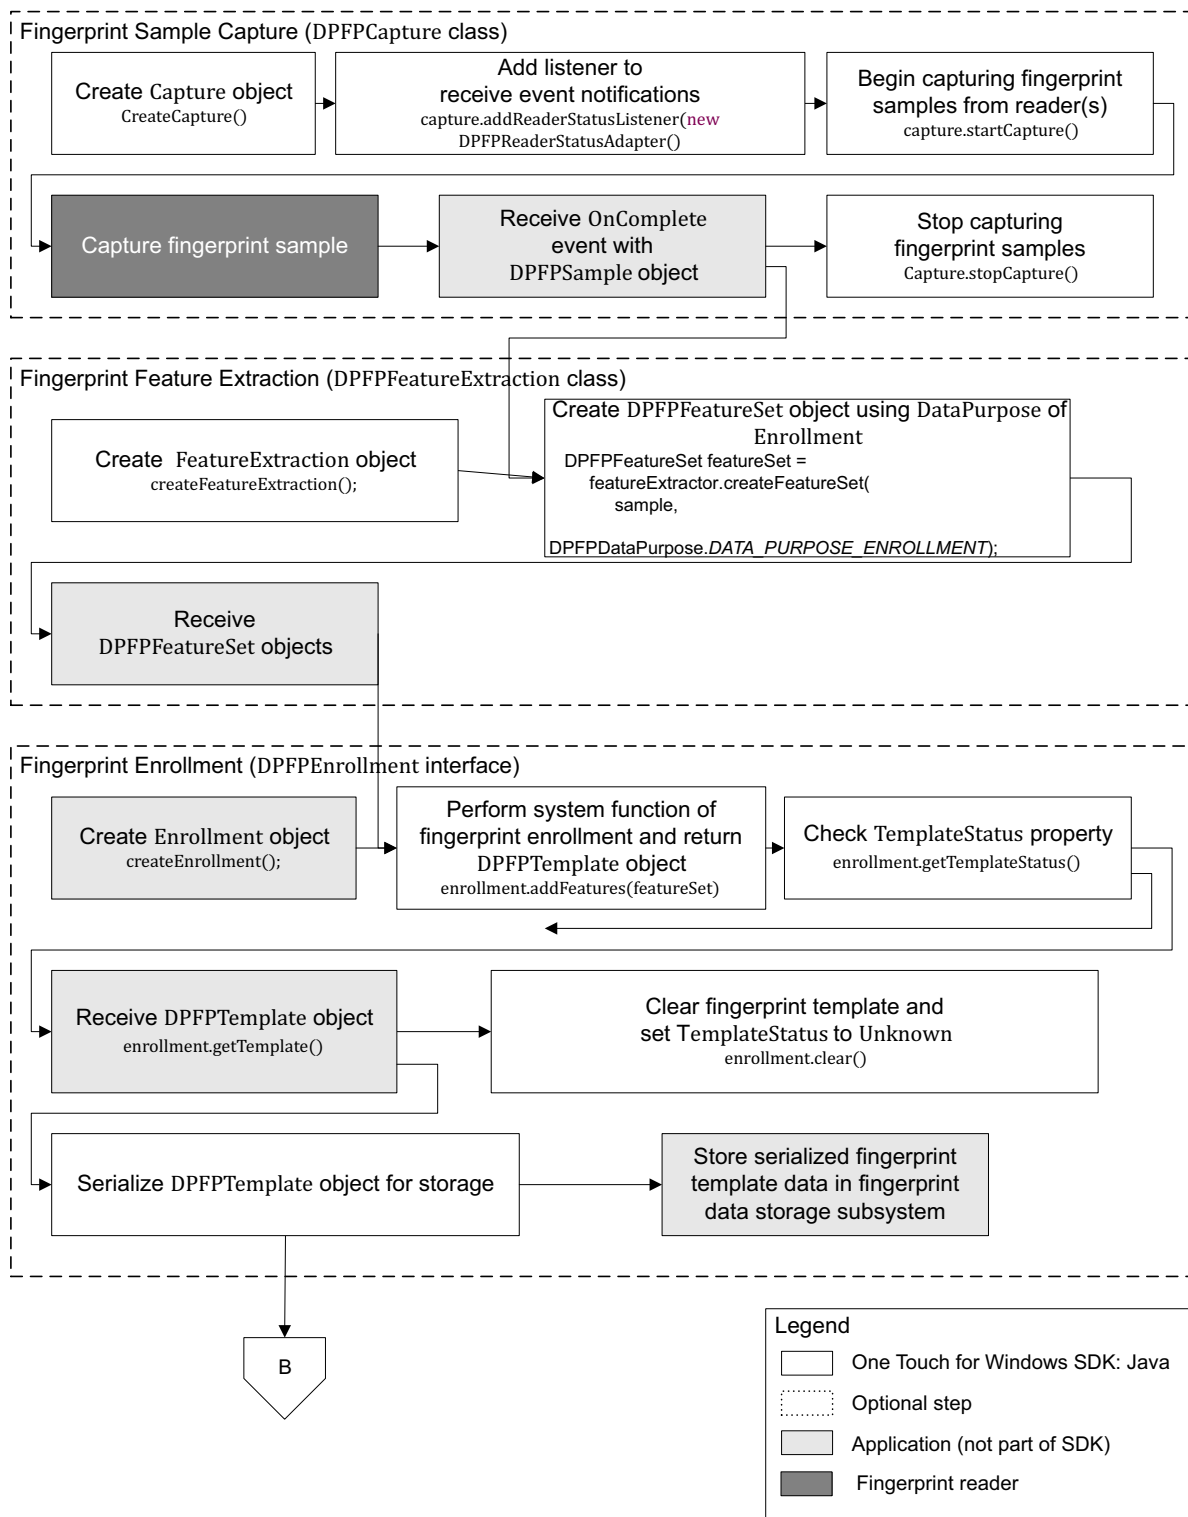 Fingerprint Sample Capture (DPFPCapture class)
Create Capture object
CreateCapture()
Add listener to
receive event notifications
capture.addReaderStatusListener(new
DPFPReaderStatusAdapter()
Begin capturing fingerprint
samples from reader(s)
capture.startCapture()
Capture fingerprint sample
Receive OnComplete
event with
DPFPSample object
Stop capturing
fingerprint samples
Capture.stopCapture()
Fingerprint Feature Extraction (DPFPFeatureExtraction class)
Create FeatureExtraction object
createFeatureExtraction();
Create DPFPFeatureSet object using DataPurpose of
Enrollment
DPFPFeatureSet featureSet =
featureExtractor.createFeatureSet(
sample,
DPFPDataPurpose.DATA_PURPOSE_ENROLLMENT);
Receive
DPFPFeatureSet objects
Fingerprint Enrollment (DPFPEnrollment interface)
Create Enrollment object
createEnrollment();
Perform system function of
fingerprint enrollment and return
DPFPTemplate object
enrollment.addFeatures(featureSet)
Check TemplateStatus property
enrollment.getTemplateStatus()
Receive DPFPTemplate object
enrollment.getTemplate()
Clear fingerprint template and
set TemplateStatus to Unknown
enrollment.clear()
Serialize DPFPTemplate object for storage
Store serialized fingerprint
template data in fingerprint
data storage subsystem
B
Legend
One Touch for Windows SDK: Java
Optional step
Application (not part of SDK)
Fingerprint reader